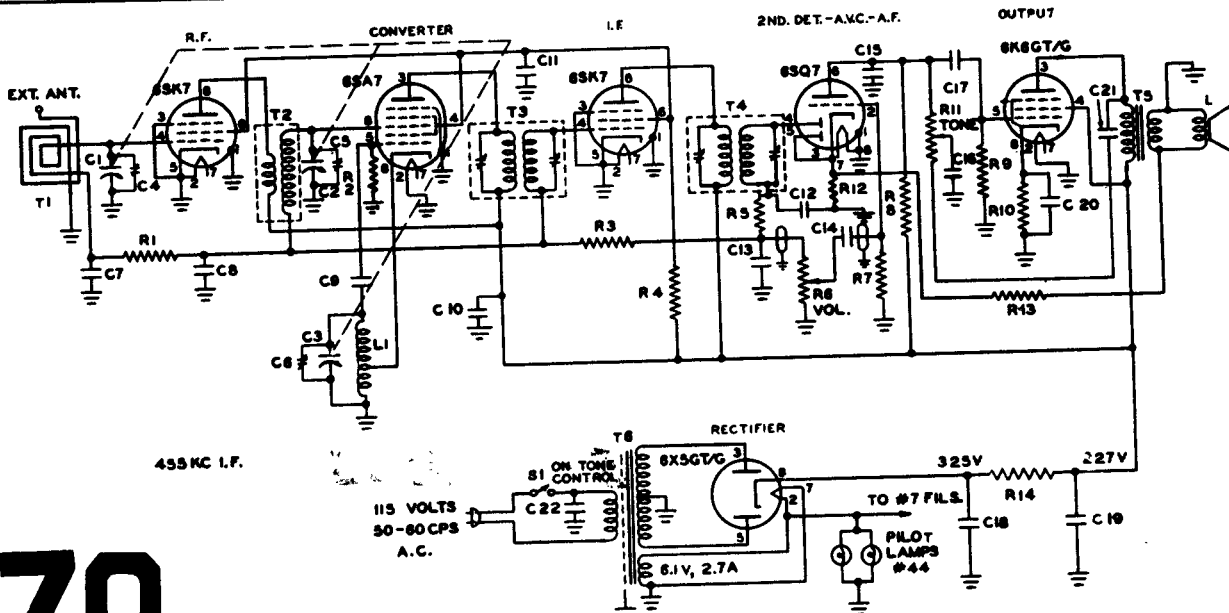 R.F.
CONVERTER
I.F.
2ND. DET.-A.V.C.-A.F.
OUTPUT
EXT. ANT.
6SK7
6SA7
6SK7
6SQ7
6K6GT/G
C11
C15
C17
C21
T5
L
T1
C1
C4
T2
C5
C2
R2
T3
T4
R11
TONE
C16
R9
R10
C20
R12
R8
R5
C12
C14
C13
R6
VOL.
R7
R13
R1
R3
C7
C8
C9
R4
C10
C3
L1
C6
455 KC I.F.
RECTIFIER
T6
6X5GT/G
S1
ON TONE
CONTROL
C22
115 VOLTS
50-60 CPS
A.C.
325V
227V
R14
TO #7 FILS.
C18
C19
PILOT
LAMPS
#44
6.1V, 2.7A
70